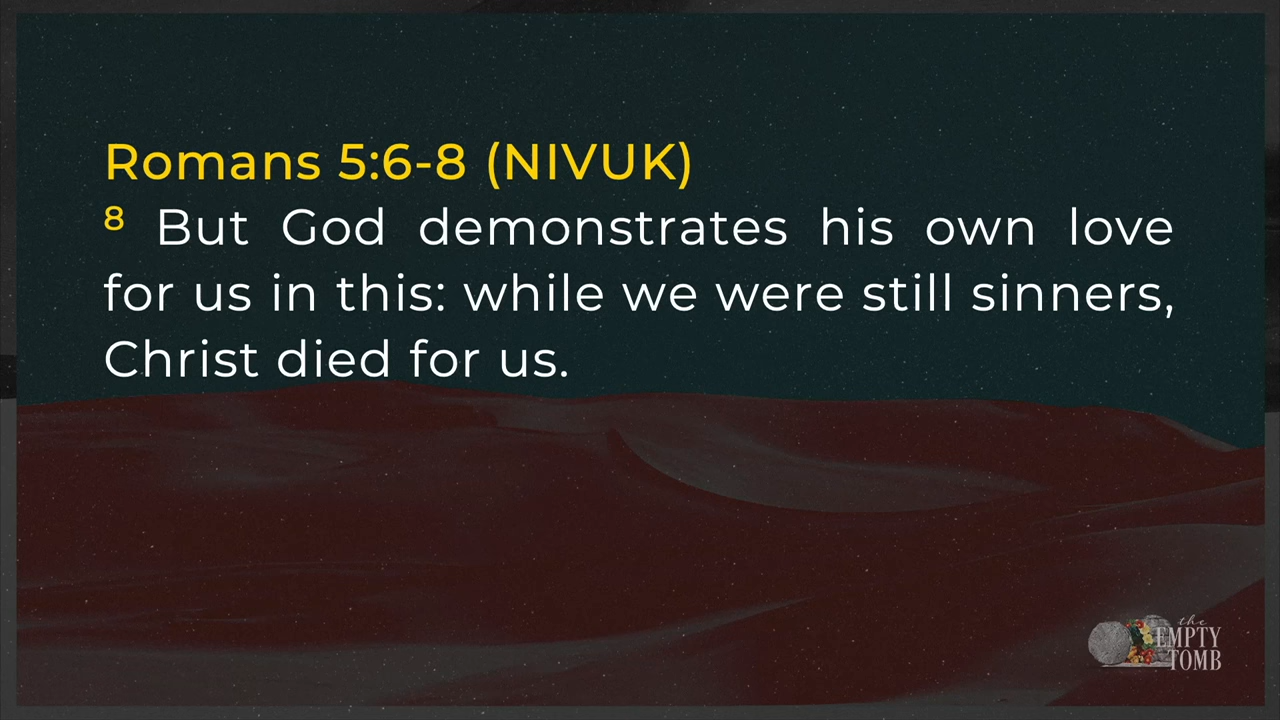 Romans 5:6-8 (NIVUK)
8 But God demonstrates his own love
for us in this: while we were still sinners,
Christ died for us.
the
EMPTY
TOMB